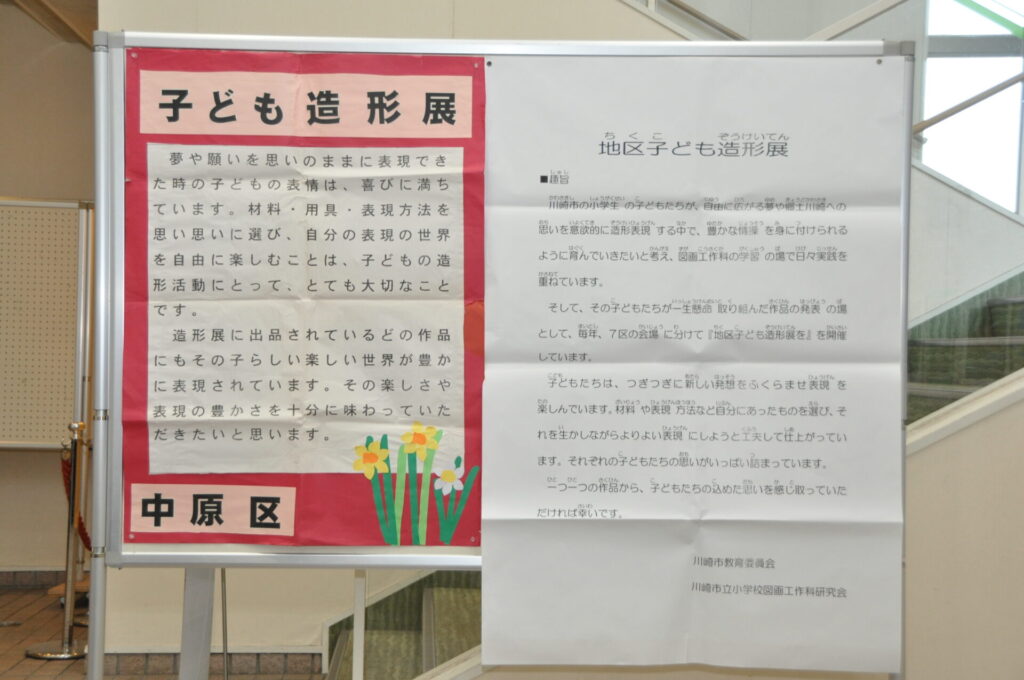 子ども造形展
夢や願いを思いのままに表現でき
た時の子どもの表情は、喜びに満ち
ています。材料・用具・表現方法を
思い思いに選び、自分の表現の世界
を自由に楽しむことは、子どもの造
形活動にとって、とても大切なこと
です。
造形展に出品されているどの作品
にもその子らしい楽しい世界が豊か
に表現されています。その楽しさや
表現の豊かさを十分に味わっていた
だきたいと思います。
中原区
地区子ども造形展
■趣旨
川崎市の小学生の子どもたちが、自由に広がる夢や郷土川崎への
思いを意欲的に造形表現する中で、豊かな情操を身に付けられる
ように育んでいきたいと考え、図画工作科の学習の場で日々実践を
重ねています。
そして、その子どもたちが一生懸命取り組んだ作品の発表の場
として、毎年、7区の会場に分けて『地区子ども造形展を』を開催
しています。
子どもたちは、つぎつぎに新しい発想をふくらませ表現を
楽しんでいます。材料や表現方法など自分にあったものを選び、そ
れを生かしながらよりよい表現にしようと工夫して仕上がってい
ます。それぞれの子どもたちの思いがいっぱい詰まっています。
一つ一つの作品から、子どもたちの込めた思いを感じ取っていた
だければ幸いです。
川崎市教育委員会
川崎市立小学校図画工作科研究会